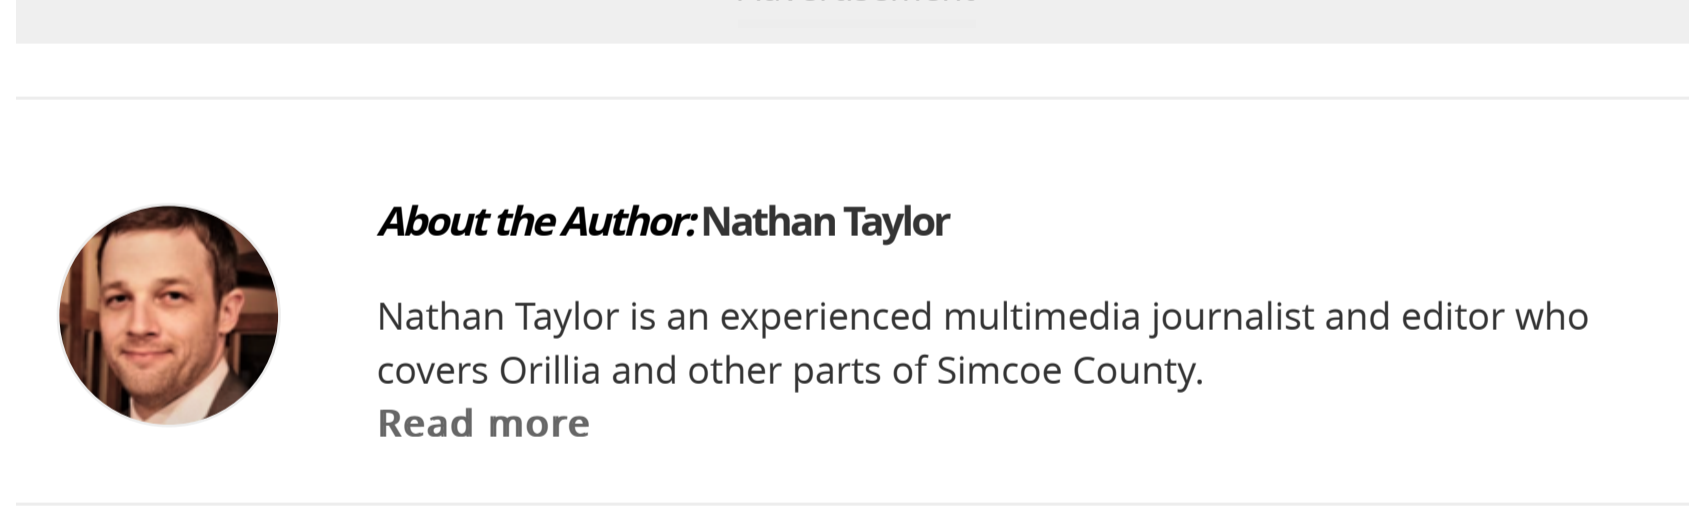 About the Author: Nathan Taylor
Nathan Taylor is an experienced multimedia journalist and editor who
covers Orillia and other parts of Simcoe County.
Read more